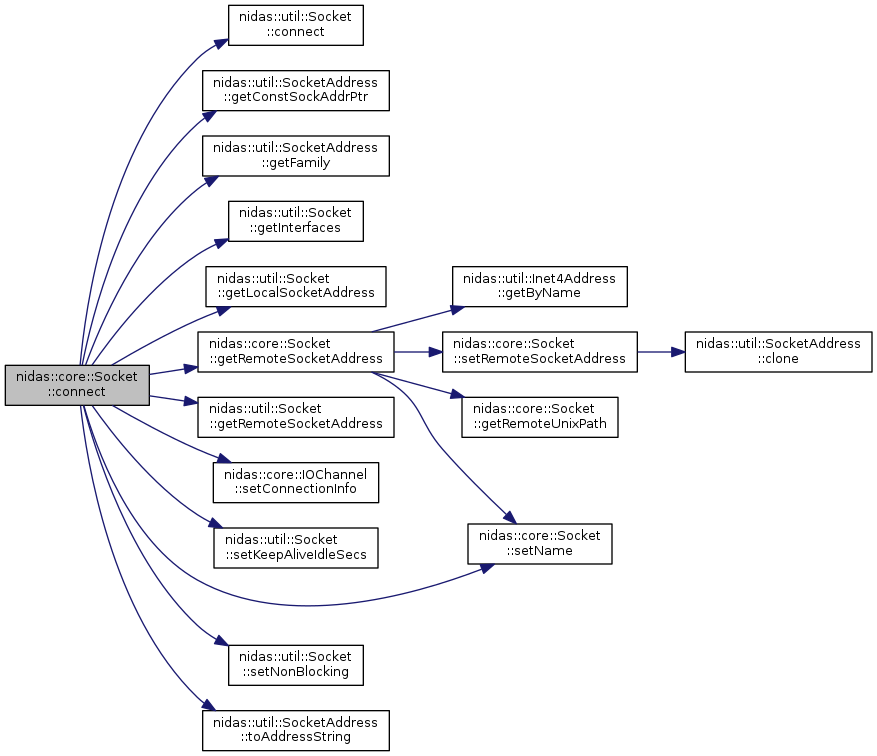 nidas::util::Socket
::connect
nidas::util::SocketAddress
::getConstSockAddrPtr
nidas::util::SocketAddress
::getFamily
nidas::util::Socket
::getInterfaces
nidas::util::Socket
::getLocalSocketAddress
nidas::util::Inet4Address
::getByName
nidas::core::Socket
::getRemoteSocketAddress
nidas::core::Socket
::setRemoteSocketAddress
nidas::util::SocketAddress
::clone
nidas::core::Socket
::connect
nidas::util::Socket
::getRemoteSocketAddress
nidas::core::Socket
::getRemoteUnixPath
nidas::core::IOChannel
::setConnectionInfo
nidas::util::Socket
::setKeepAliveIdleSecs
nidas::core::Socket
::setName
nidas::util::Socket
::setNonBlocking
nidas::util::SocketAddress
::toAddressString